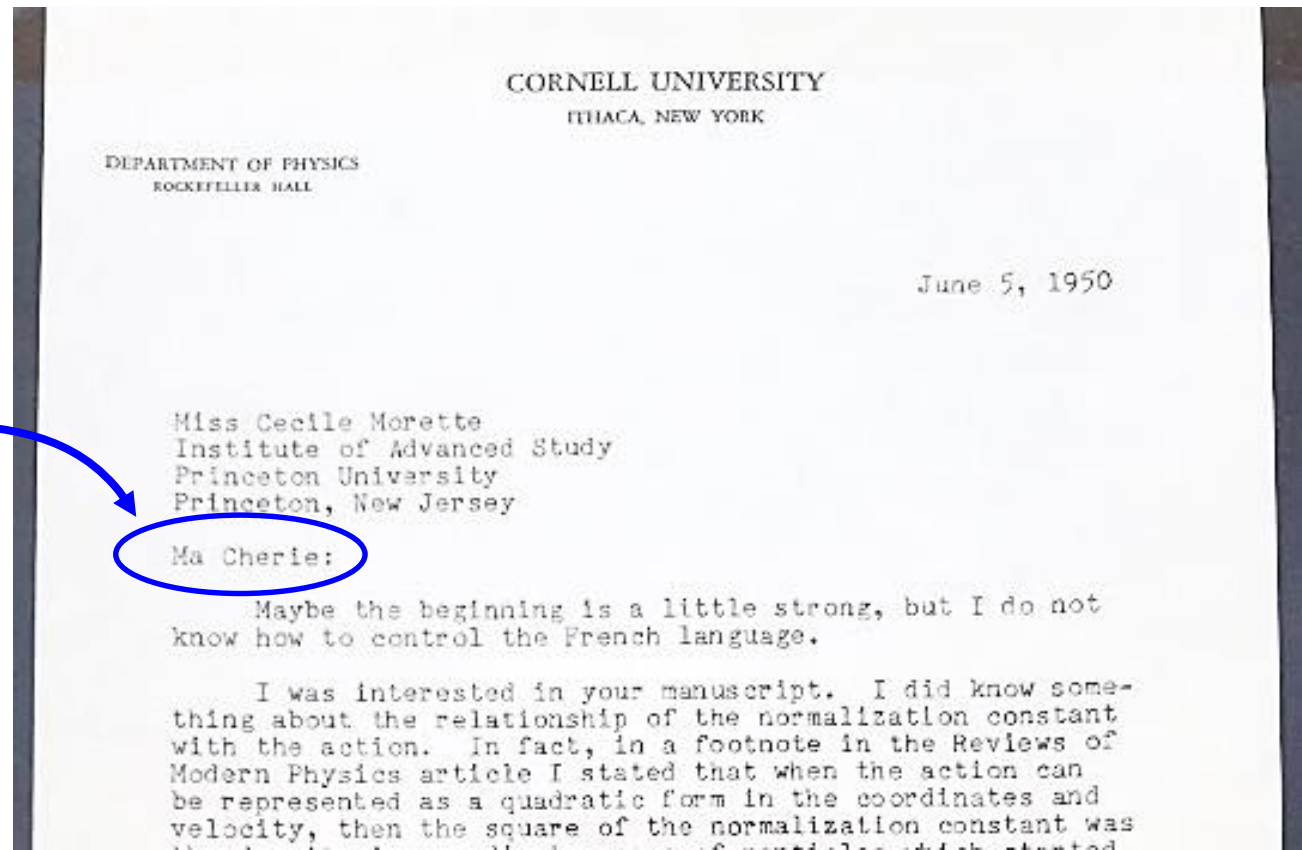 CORNELL UNIVERSITY
ITHACA, NEW YORK
DEPARTMENT OF PHYSICS
ROCKEFELLER HALL
June 5, 1950
Miss Cecile Morette
Institute of Advanced Study
Princeton University
Princeton, New Jersey
Ma Cherie:
Maybe the beginning is a little strong, but I do not
know how to control the French language.
I was interested in your manuscript. I did know some-
thing about the relationship of the normalization constant
with the action. In fact, in a footnote in the Reviews of
Modern Physics article I stated that when the action can
be represented as a quadratic form in the coordinates and
velocity, then the square of the normalization constant was
of particles which started